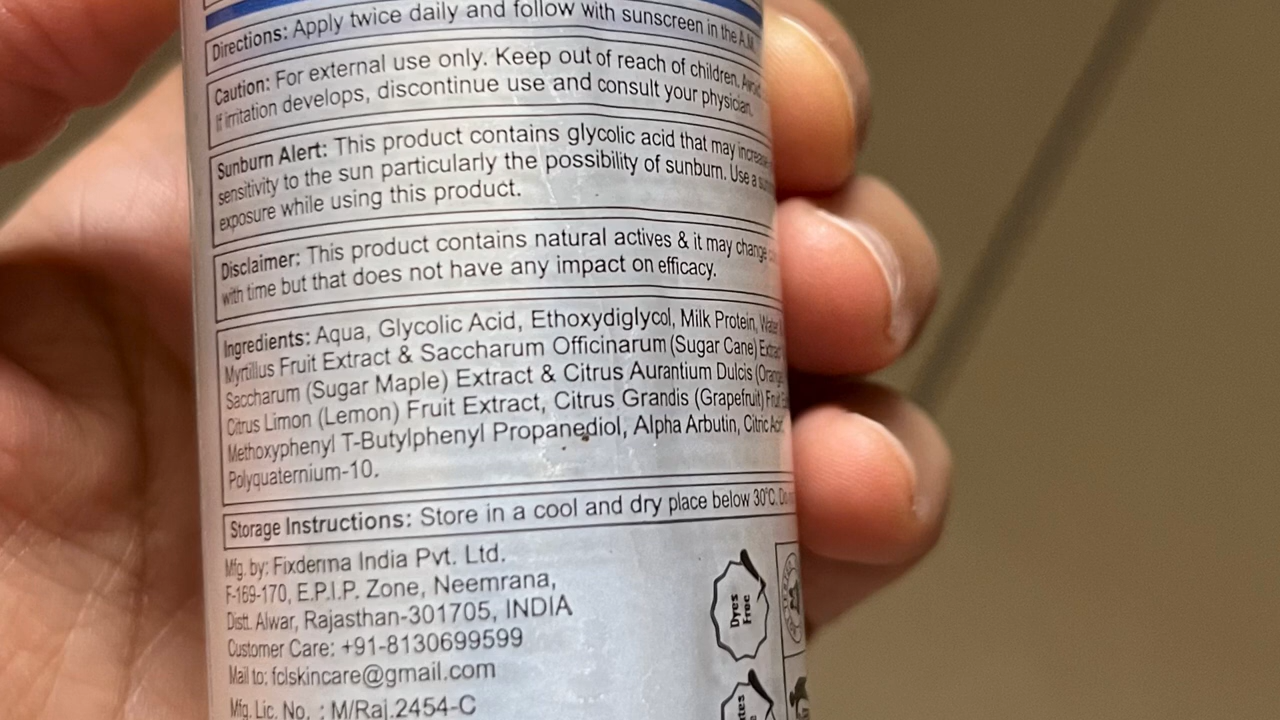 Directions: Apply twice daily and follow with sunscreen in the A.M.
Caution: For external use only. Keep out of reach of children.
If irritation develops, discontinue use and consult your physician.
Sunburn Alert: This product contains glycolic acid that may increase
sensitivity to the sun particularly the possibility of sunburn. Use a
exposure while using this product.
Disclaimer: This product contains natural actives & it may change
with time but that does not have any impact on efficacy.
Ingredients: Aqua, Glycolic Acid, Ethoxydiglycol, Milk Protein, Water
Myrtillus Fruit Extract & Saccharum Officinarum (Sugar Cane) Extract
Saccharum (Sugar Maple) Extract & Citrus Aurantium Dulcis (Orange
Citrus Limon (Lemon) Fruit Extract, Citrus Grandis (Grapefruit) Fruit
Methoxyphenyl T-Butylphenyl Propanediol, Alpha Arbutin, Citric Acid
Polyquaternium-10.
Storage Instructions: Store in a cool and dry place below 30°C.
Mfg. by: Fixderma India Pvt. Ltd.
F-169-170, E.P.I.P. Zone, Neemrana,
Distt. Alwar, Rajasthan-301705, INDIA
Customer Care: +91-8130699599
Mail to: fclskincare@gmail.com
Mfg. Lic. No. : M/Raj.2454-C
Dyes
Free